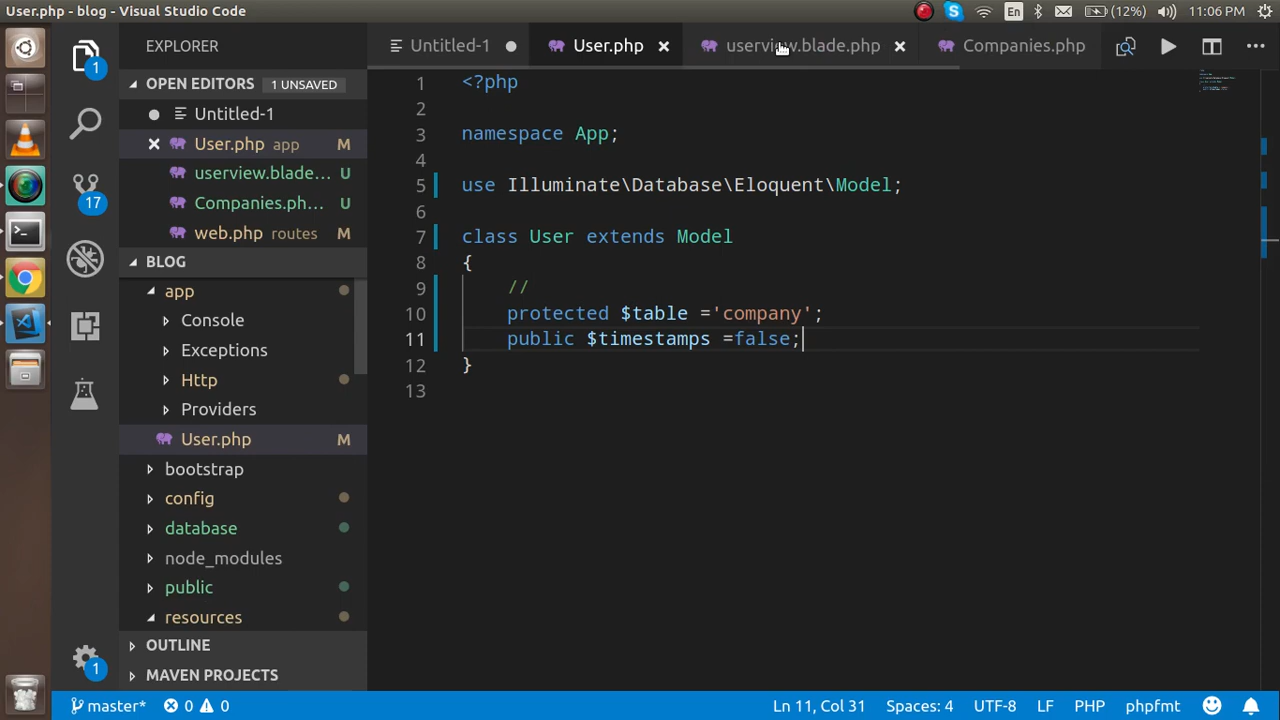 User.php - blog - Visual Studio Code
En
(12%)
11:06 PM
EXPLORER
Untitled-1
User.php
userview.blade.php
Companies.php
1
OPEN EDITORS
1 UNSAVED
Untitled-1
User.php app M
userview.blade... U
Companies.ph... U
web.php routes M
17
BLOG
app
Console
Exceptions
Http
Providers
User.php M
bootstrap
config
database
node_modules
public
resources
OUTLINE
MAVEN PROJECTS
1
1 <?php
2
3 namespace App;
4
5 use Illuminate\Database\Eloquent\Model;
6
7 class User extends Model
8 {
9 //
10 protected $table ='company';
11 public $timestamps =false;
12 }
13
master* 0 0
Ln 11, Col 31
Spaces: 4
UTF-8
LF
PHP
phpfmt